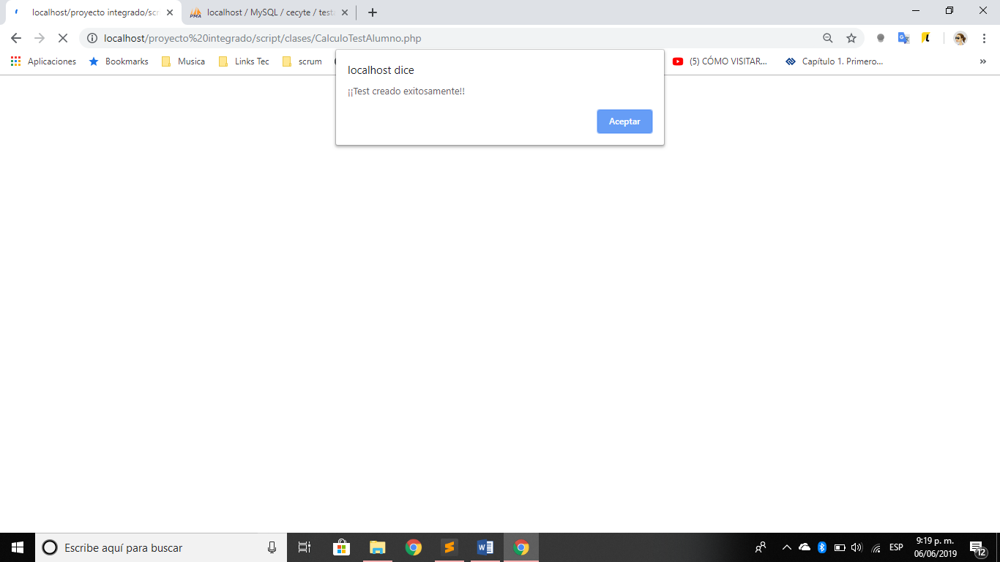 localhost/proyecto integrado/scr
localhost / MySQL / cecyte / test
localhost/proyecto%20integrado/script/clases/CalculoTestAlumno.php
Aplicaciones
Bookmarks
Musica
Links Tec
scrum
(5) CÓMO VISITAR...
Capítulo 1. Primero...
»
localhost dice
¡¡Test creado exitosamente!!
Aceptar
Escribe aquí para buscar
ESP
9:19 p. m.
06/06/2019
12